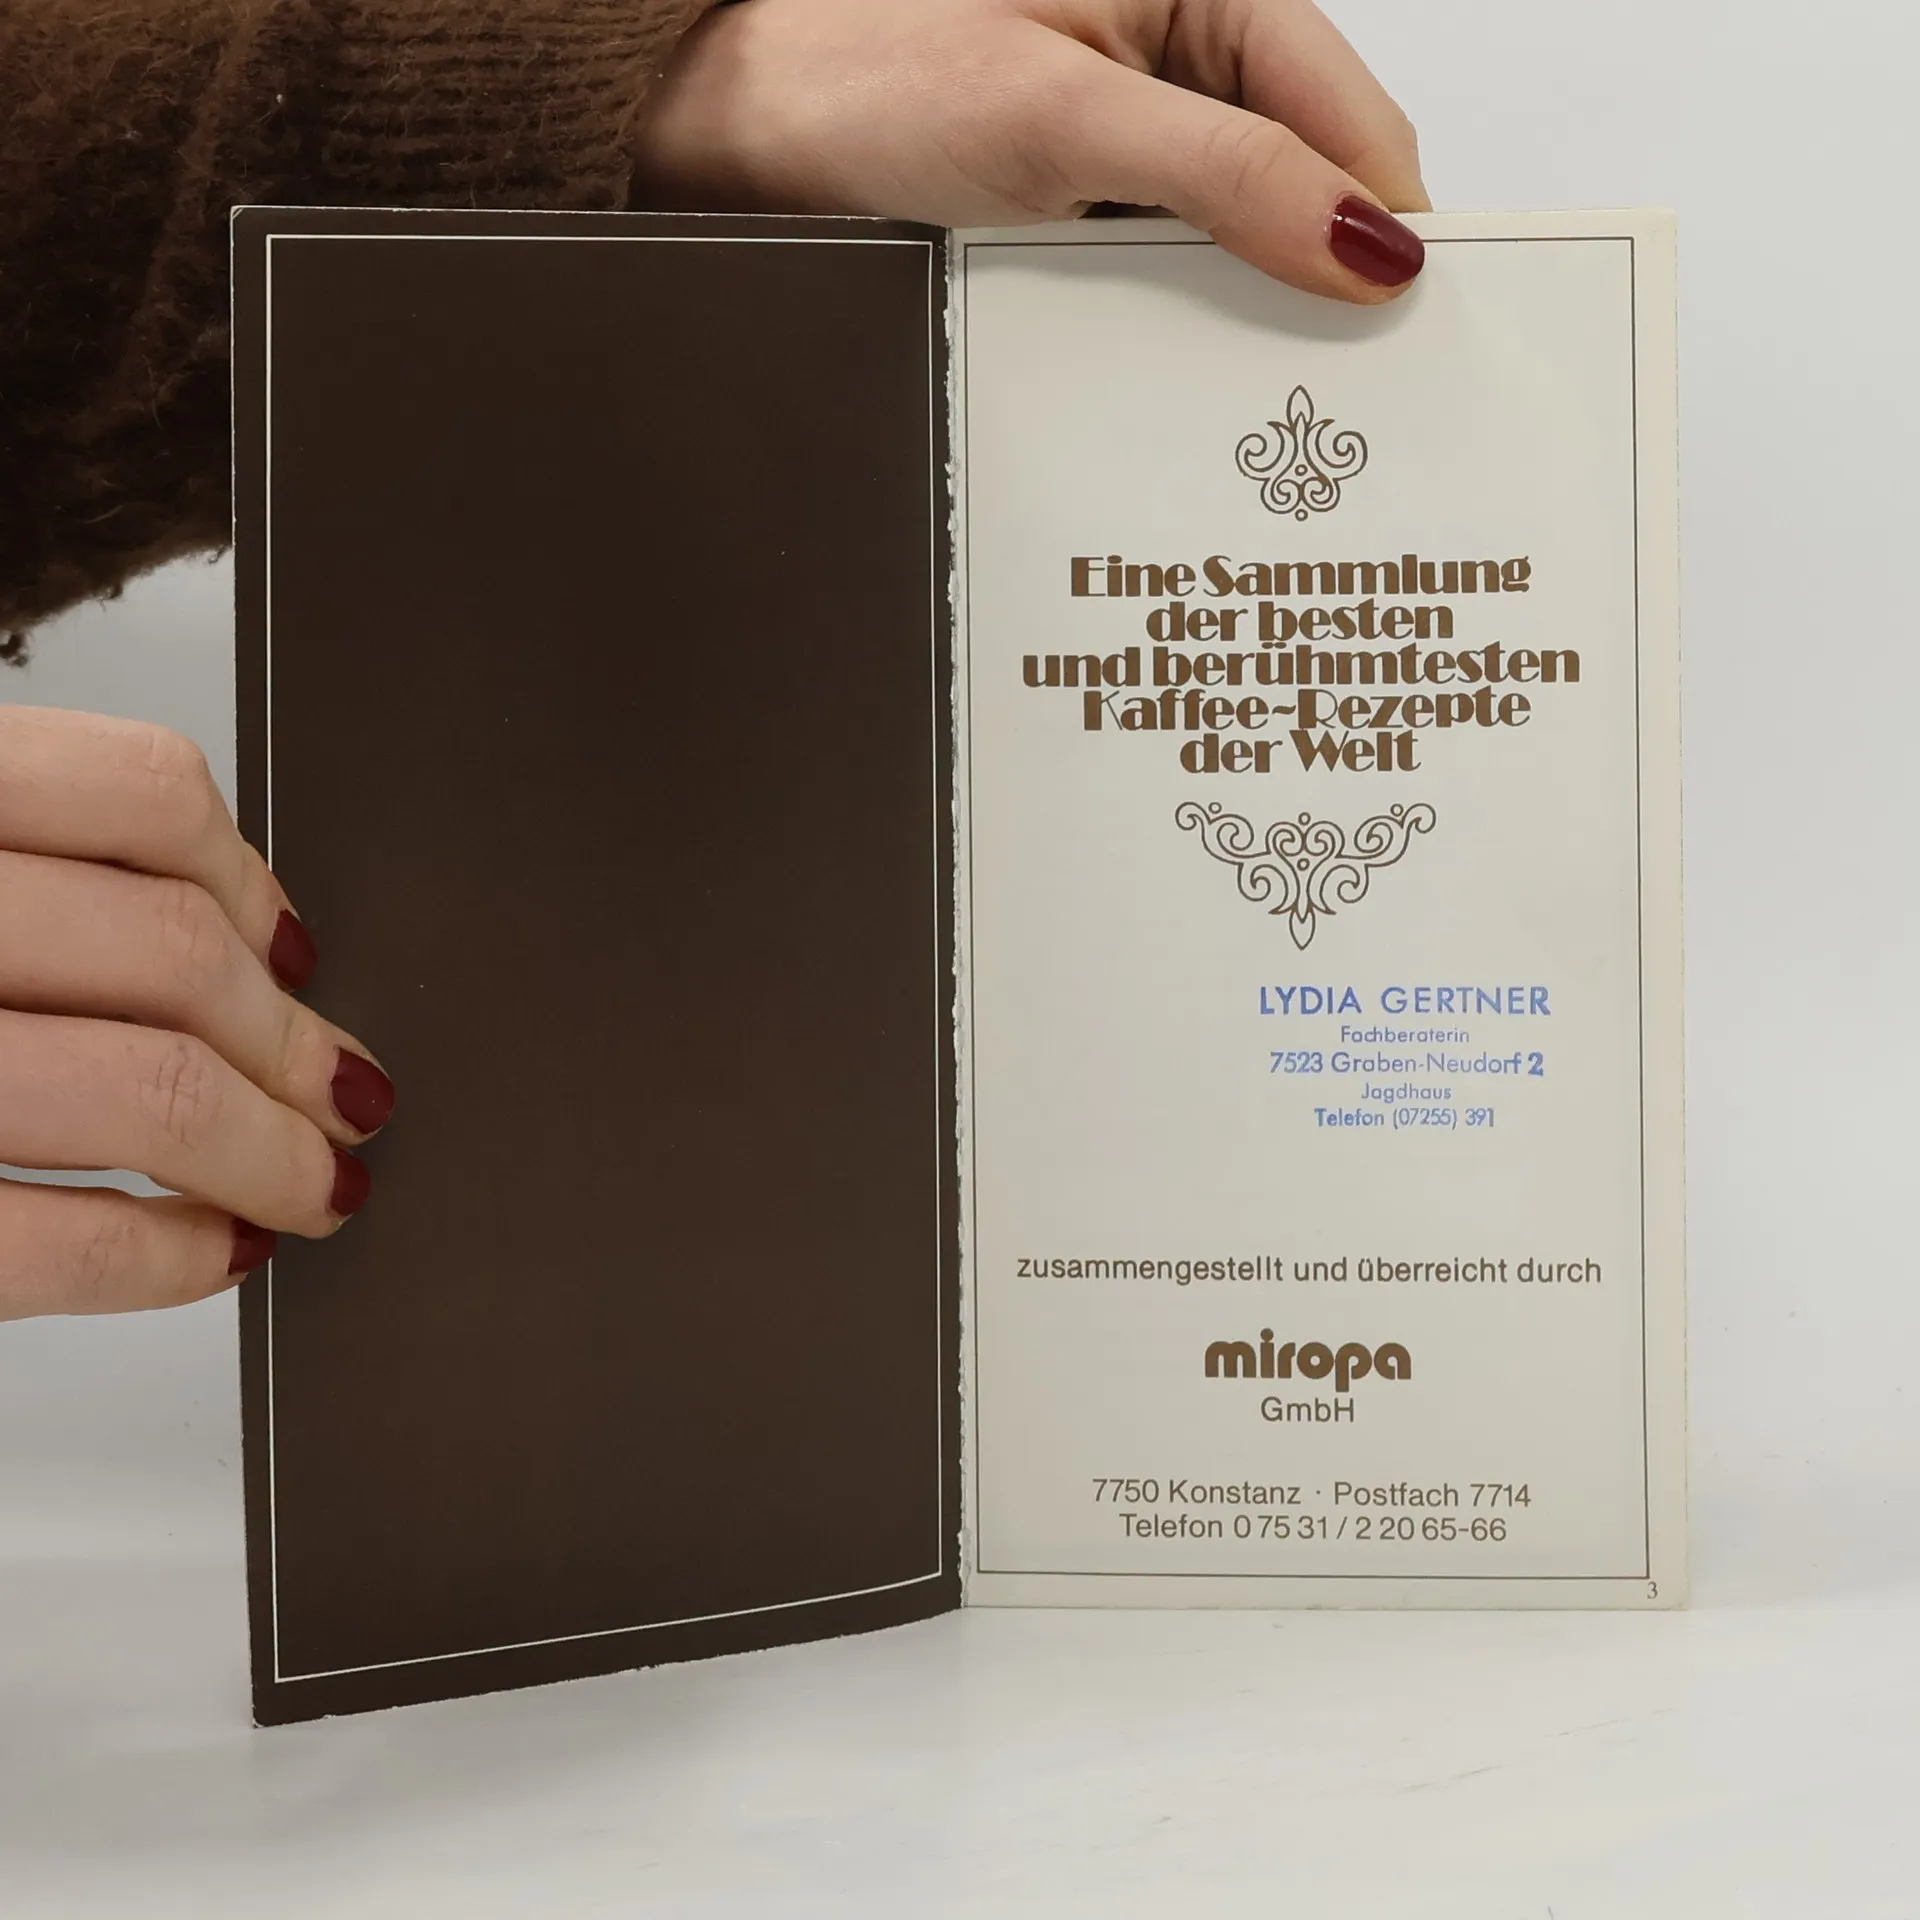 Eine Sammlung
der besten
und berühmtesten
Kaffee-Rezepte
der Welt
LYDIA GERTNER
Fachberaterin
7523 Graben-Neudorf 2
Jagdhaus
Telefon (07255) 391
zusammengestellt und überreicht durch
miropa
GmbH
7750 Konstanz · Postfach 7714
Telefon 0 75 31 / 2 20 65-66
3